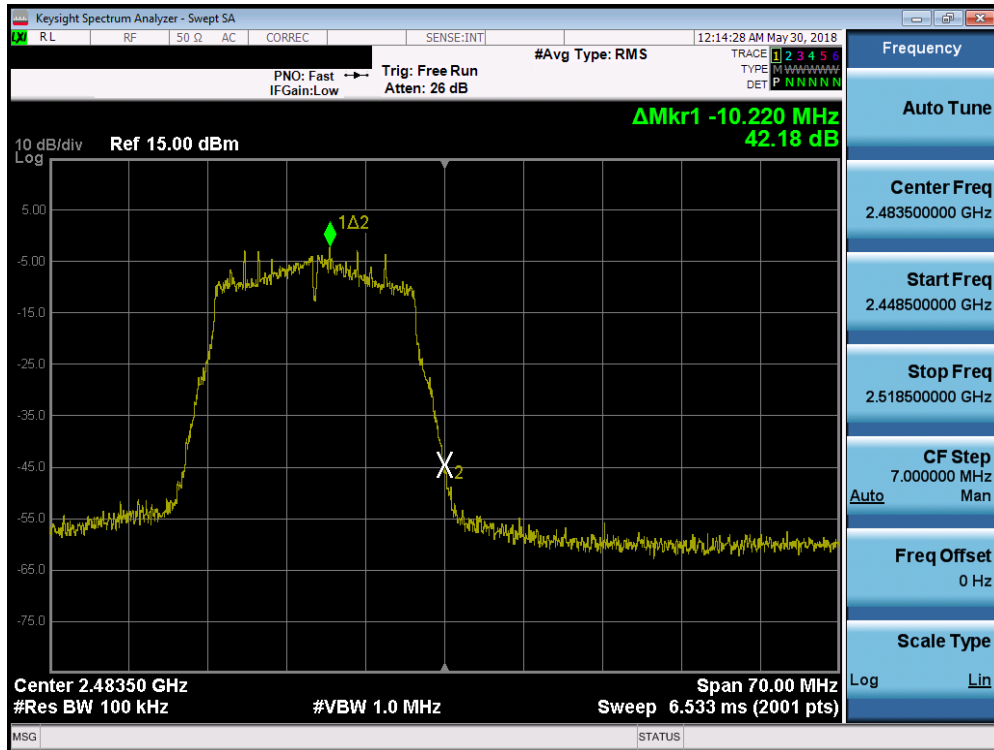 Keysight Spectrum Analyzer - Swept SA
LXI RL RF 50 Ω AC CORREC SENSE:INT 12:14:28 AM May 30, 2018
#Avg Type: RMS
TRACE 1 2 3 4 5 6
TYPE M W W W W W
DET P N N N N N
PNO: Fast
IFGain:Low
Trig: Free Run
Atten: 26 dB
ΔMkr1 -10.220 MHz
42.18 dB
10 dB/div Ref 15.00 dBm
Log
5.00
-5.00
-15.0
-25.0
-35.0
-45.0
-55.0
-65.0
-75.0
1Δ2
X2
Center 2.48350 GHz Span 70.00 MHz
#Res BW 100 kHz #VBW 1.0 MHz Sweep 6.533 ms (2001 pts)
MSG STATUS
Frequency
Auto Tune
Center Freq
2.483500000 GHz
Start Freq
2.448500000 GHz
Stop Freq
2.518500000 GHz
CF Step
7.000000 MHz
Auto Man
Freq Offset
0 Hz
Scale Type
Log Lin